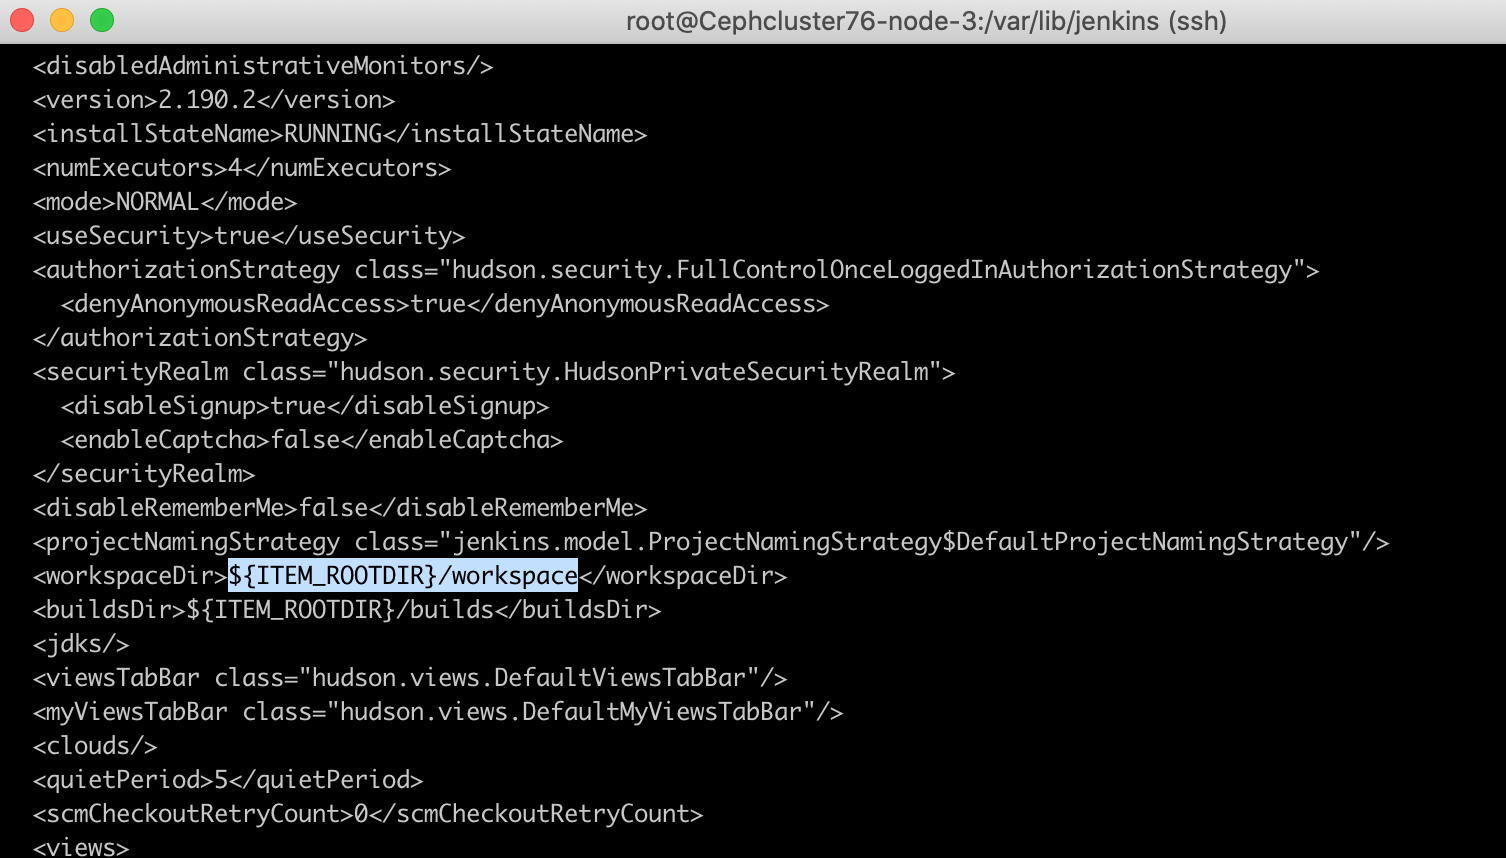 root@Cephcluster76-node-3:/var/lib/jenkins (ssh)
<disabledAdministrativeMonitors/>
<version>2.190.2</version>
<installStateName>RUNNING</installStateName>
<numExecutors>4</numExecutors>
<mode>NORMAL</mode>
<useSecurity>true</useSecurity>
<authorizationStrategy class="hudson.security.FullControlOnceLoggedInAuthorizationStrategy">
  <denyAnonymousReadAccess>true</denyAnonymousReadAccess>
</authorizationStrategy>
<securityRealm class="hudson.security.HudsonPrivateSecurityRealm">
  <disableSignup>true</disableSignup>
  <enableCaptcha>false</enableCaptcha>
</securityRealm>
<disableRememberMe>false</disableRememberMe>
<projectNamingStrategy class="jenkins.model.ProjectNamingStrategy$DefaultProjectNamingStrategy"/>
<workspaceDir>${ITEM_ROOTDIR}/workspace</workspaceDir>
<buildsDir>${ITEM_ROOTDIR}/builds</buildsDir>
<jdks/>
<viewsTabBar class="hudson.views.DefaultViewsTabBar"/>
<myViewsTabBar class="hudson.views.DefaultMyViewsTabBar"/>
<clouds/>
<quietPeriod>5</quietPeriod>
<scmCheckoutRetryCount>0</scmCheckoutRetryCount>
<views>